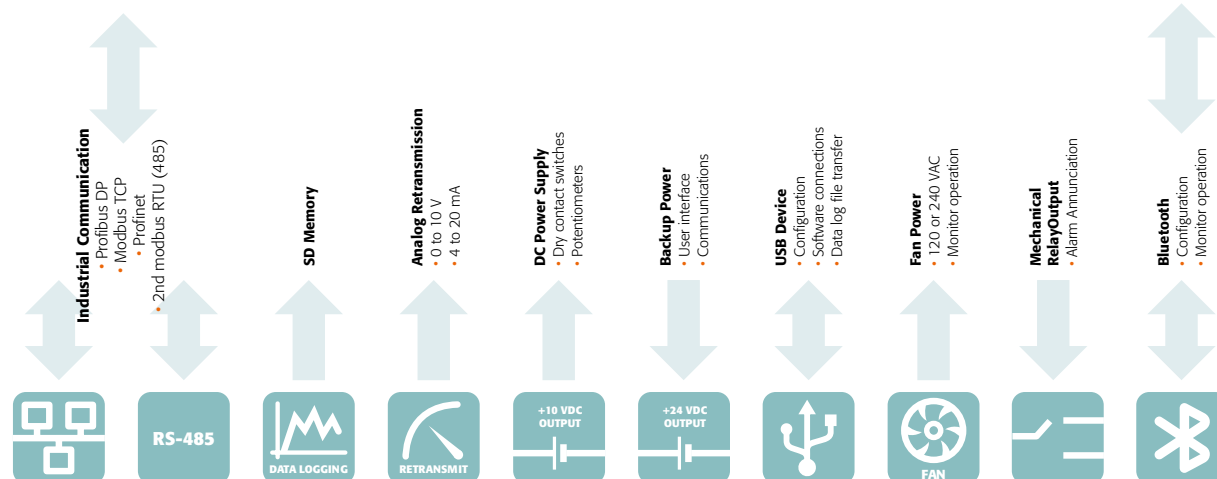 Industrial Communication
• Profibus DP
• Modbus TCP
• Profinet
• 2nd modbus RTU (485)
SD Memory
Analog Retransmission
• 0 to 10 V
• 4 to 20 mA
DC Power Supply
• Dry contact switches
• Potentiometers
Backup Power
• User interface
• Communications
USB Device
• Configuration
• Software connections
• Data log file transfer
Fan Power
• 120 or 240 VAC
• Monitor operation
Mechanical
RelayOutput
• Alarm Annunciation
Bluetooth
• Configuration
• Monitor operation
RS-485
DATA LOGGING
RETRANSMIT
+10 VDC
OUTPUT
+24 VDC
OUTPUT
FAN